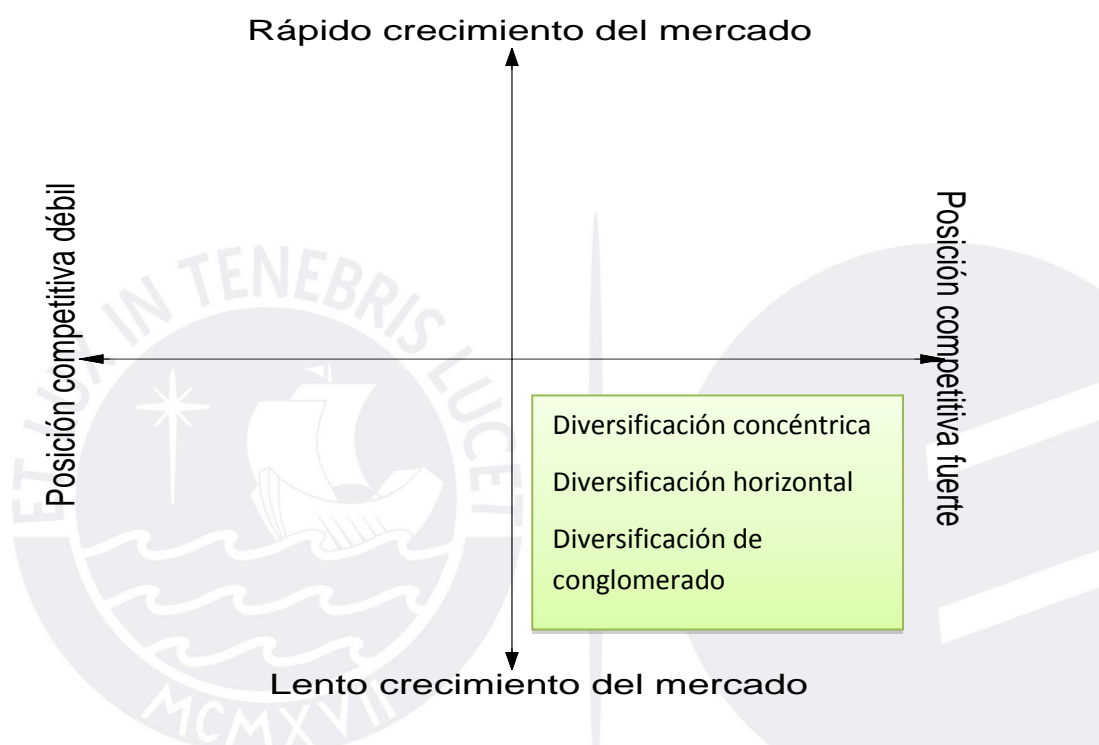 Rápido crecimiento del mercado
Posición competitiva débil
Posición competitiva fuerte
Diversificación concéntrica
Diversificación horizontal
Diversificación de
conglomerado
Lento crecimiento del mercado
ET LUX IN TENEBRIS LUCET
MCMXVII